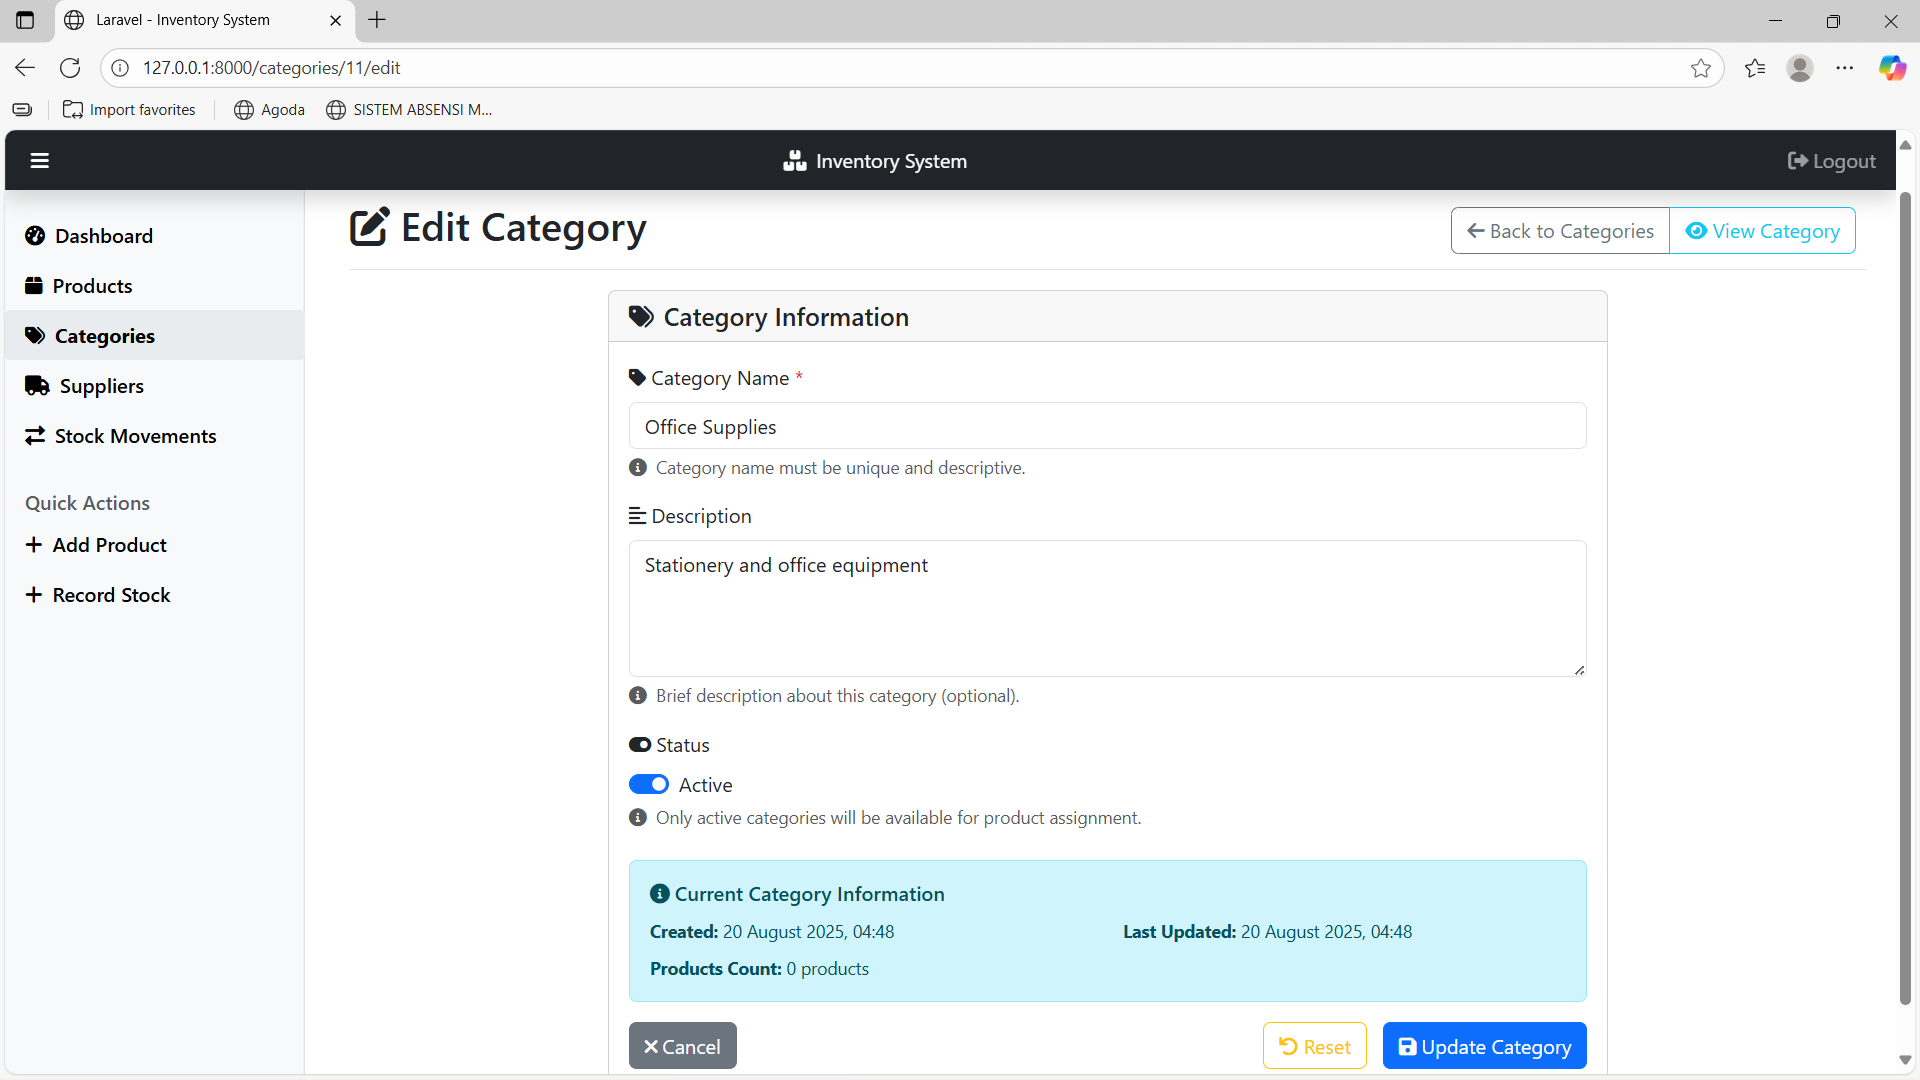 Laravel - Inventory System
127.0.0.1:8000/categories/11/edit
Import favorites
Agoda
SISTEM ABSENSI M...
Inventory System
Logout
Dashboard
Products
Categories
Suppliers
Stock Movements
Quick Actions
Add Product
Record Stock
Edit Category
Back to Categories
View Category
Category Information
Category Name *
Office Supplies
Category name must be unique and descriptive.
Description
Stationery and office equipment
Brief description about this category (optional).
Status
Active
Only active categories will be available for product assignment.
Current Category Information
Created: 20 August 2025, 04:48
Last Updated: 20 August 2025, 04:48
Products Count: 0 products
Cancel
Reset
Update Category